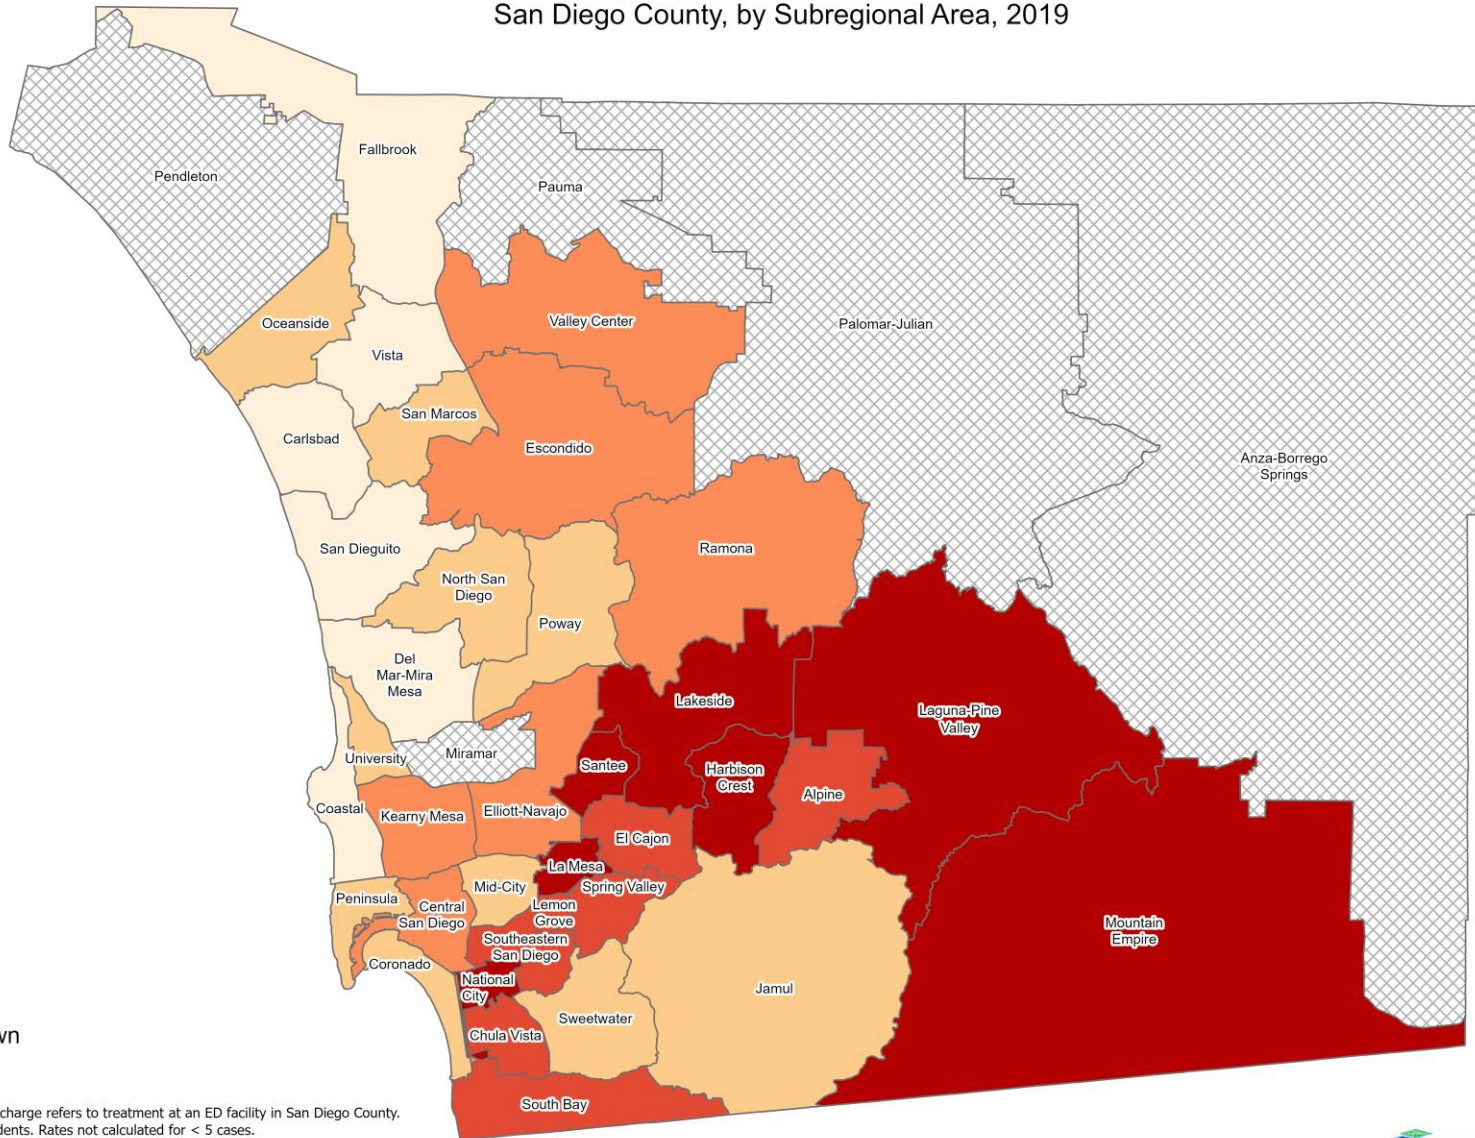 San Diego County, by Subregional Area, 2019
Fallbrook
Pendleton
Pauma
Oceanside
Valley Center
Palomar-Julian
Vista
San Marcos
Carlsbad
Escondido
Anza-Borrego
Springs
San Dieguito
Ramona
North San
Diego
Poway
Del
Mar-Mira
Mesa
Lakeside
Laguna-Pine
Valley
University
Miramar
Santee
Harbison
Crest
Alpine
Coastal
Kearny Mesa
Elliott-Navajo
El Cajon
La Mesa
Mid-City
Spring Valley
Peninsula
Central
San Diego
Lemon
Grove
Mountain
Empire
Southeastern
San Diego
Coronado
National
City
Jamul
Sweetwater
Chula Vista
wn
South Bay
charge refers to treatment at an ED facility in San Diego County.
dents. Rates not calculated for < 5 cases.